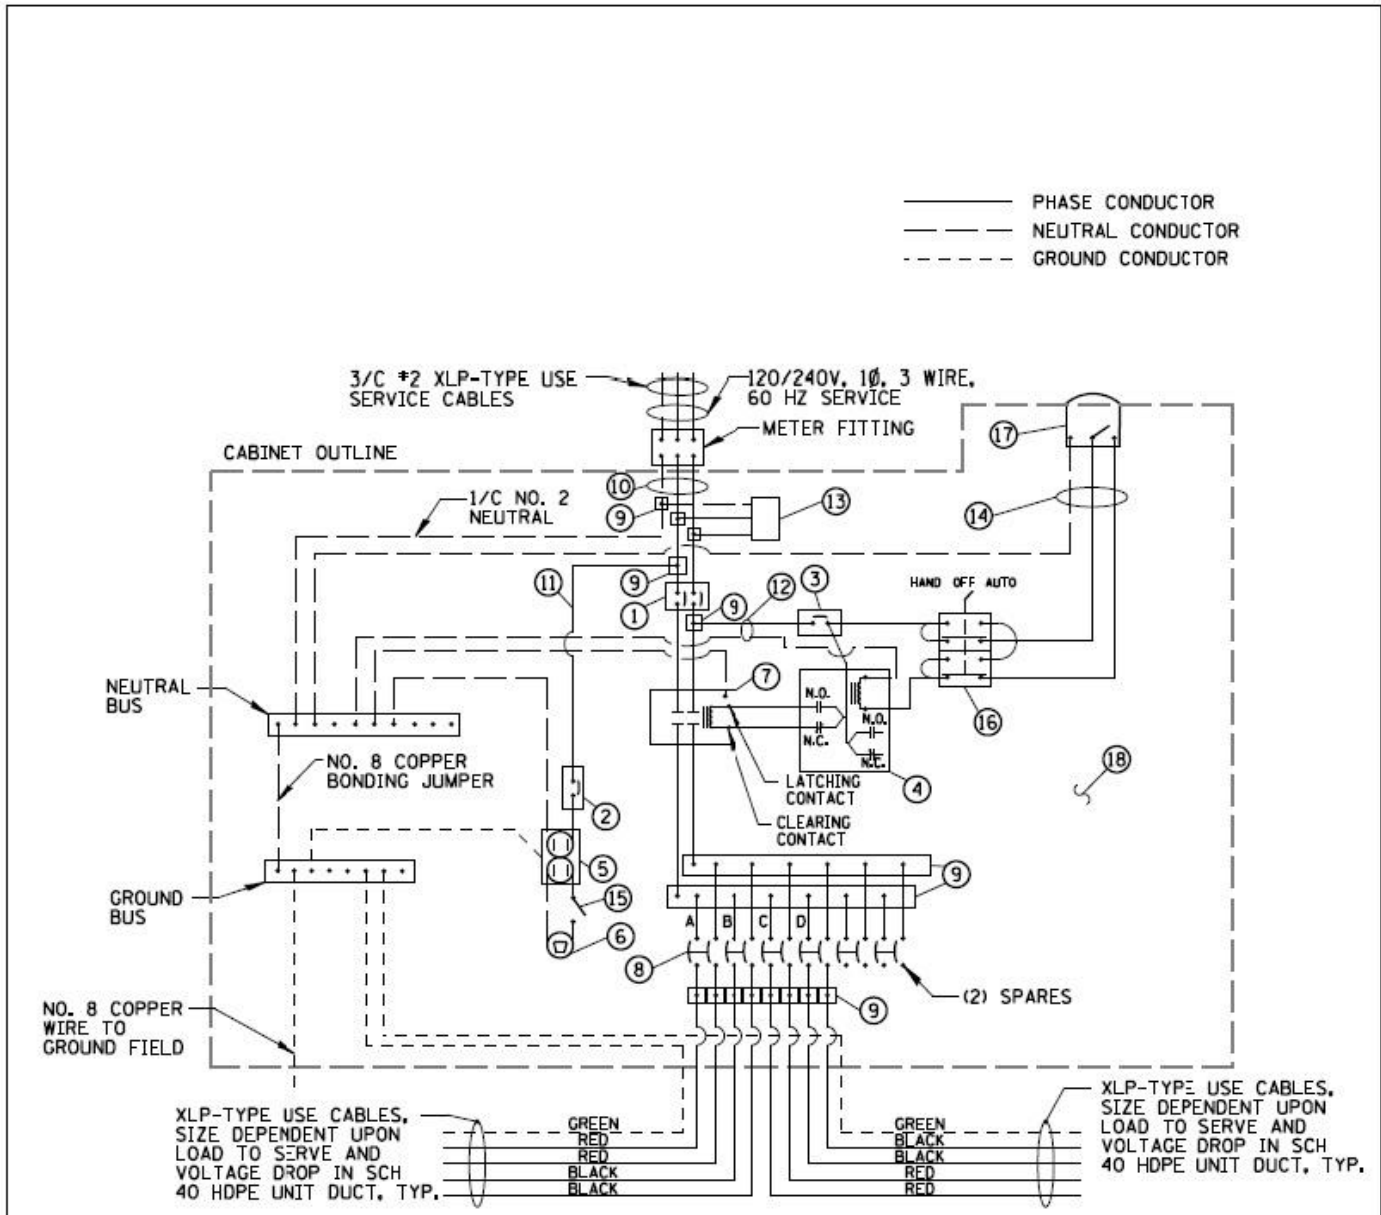 PHASE CONDUCTOR
NEUTRAL CONDUCTOR
GROUND CONDUCTOR
3/C #2 XLP-TYPE USE
SERVICE CABLES
120/240V, 1Ø, 3 WIRE,
60 HZ SERVICE
METER FITTING
17
CABINET OUTLINE
10
13
1/C NO. 2
NEUTRAL
9
14
9
11
3
12
HAND OFF AUTO
1
9
7
NEUTRAL
BUS
N.O.
N.O.
16
N.C.
N.C.
NO. 8 COPPER
BONDING JUMPER
18
LATCHING
CONTACT
4
2
CLEARING
CONTACT
5
9
GROUND
BUS
15
A
B
C
D
6
8
(2) SPARES
9
NO. 8 COPPER
WIRE TO
GROUND FIELD
XLP-TYPE USE CABLES,
SIZE DEPENDENT UPON
LOAD TO SERVE AND
VOLTAGE DROP IN SCH
40 HDPE UNIT DUCT, TYP.
GREEN
RED
RED
BLACK
BLACK
GREEN
BLACK
BLACK
RED
RED
XLP-TYPE USE CABLES,
SIZE DEPENDENT UPON
LOAD TO SERVE AND
VOLTAGE DROP IN SCH
40 HDPE UNIT DUCT, TYP.